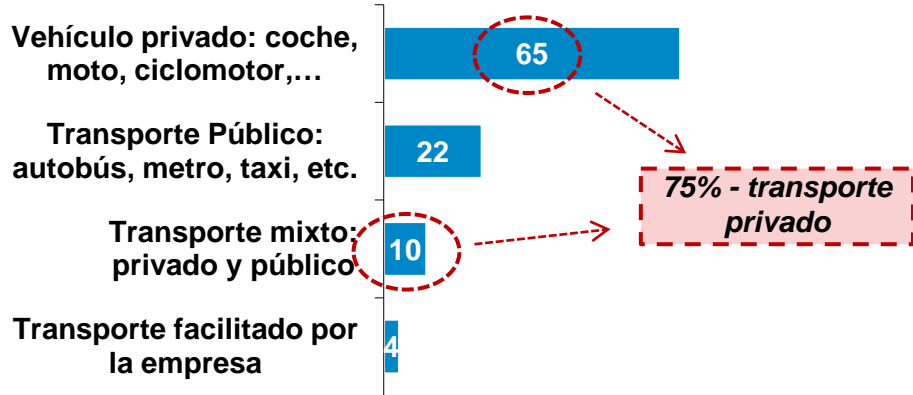 Vehículo privado: coche,
moto, ciclomotor,...
65
Transporte Público:
autobús, metro, taxi, etc.
22
75% - transporte
privado
Transporte mixto:
privado y público
10
Transporte facilitado por
la empresa
4